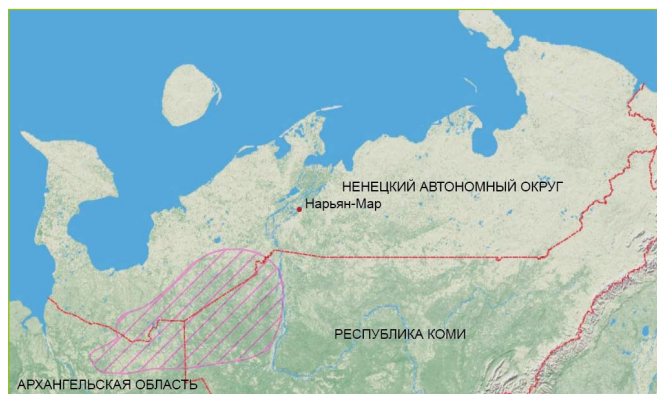 НЕНЕЦКИЙ АВТОНОМНЫЙ ОКРУГ
Нарьян-Мар
РЕСПУБЛИКА КОМИ
АРХАНГЕЛЬСКАЯ ОБЛАСТЬ